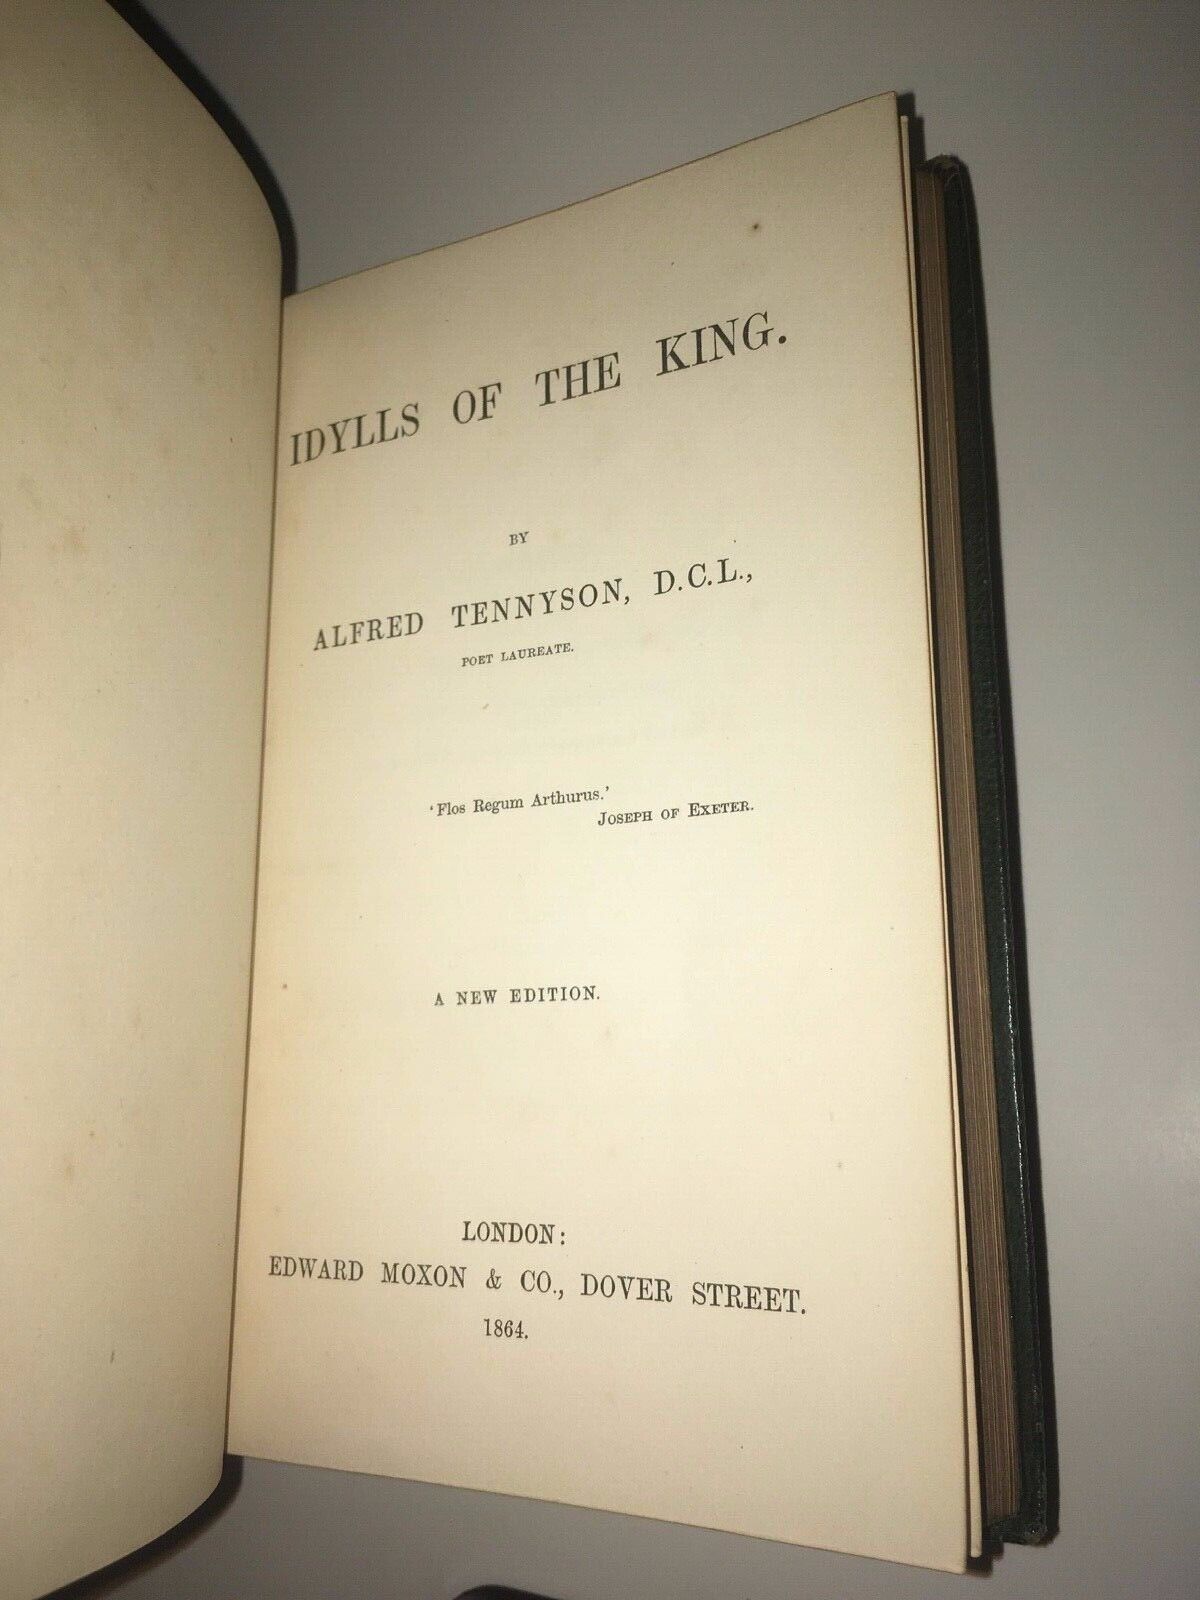 IDYLLS OF THE KING.
BY
ALFRED TENNYSON, D.C.L.,
POET LAUREATE.
'Flos Regum Arthurus.'
JOSEPH OF EXETER.
A NEW EDITION.
LONDON:
EDWARD MOXON & CO., DOVER STREET.
1864.